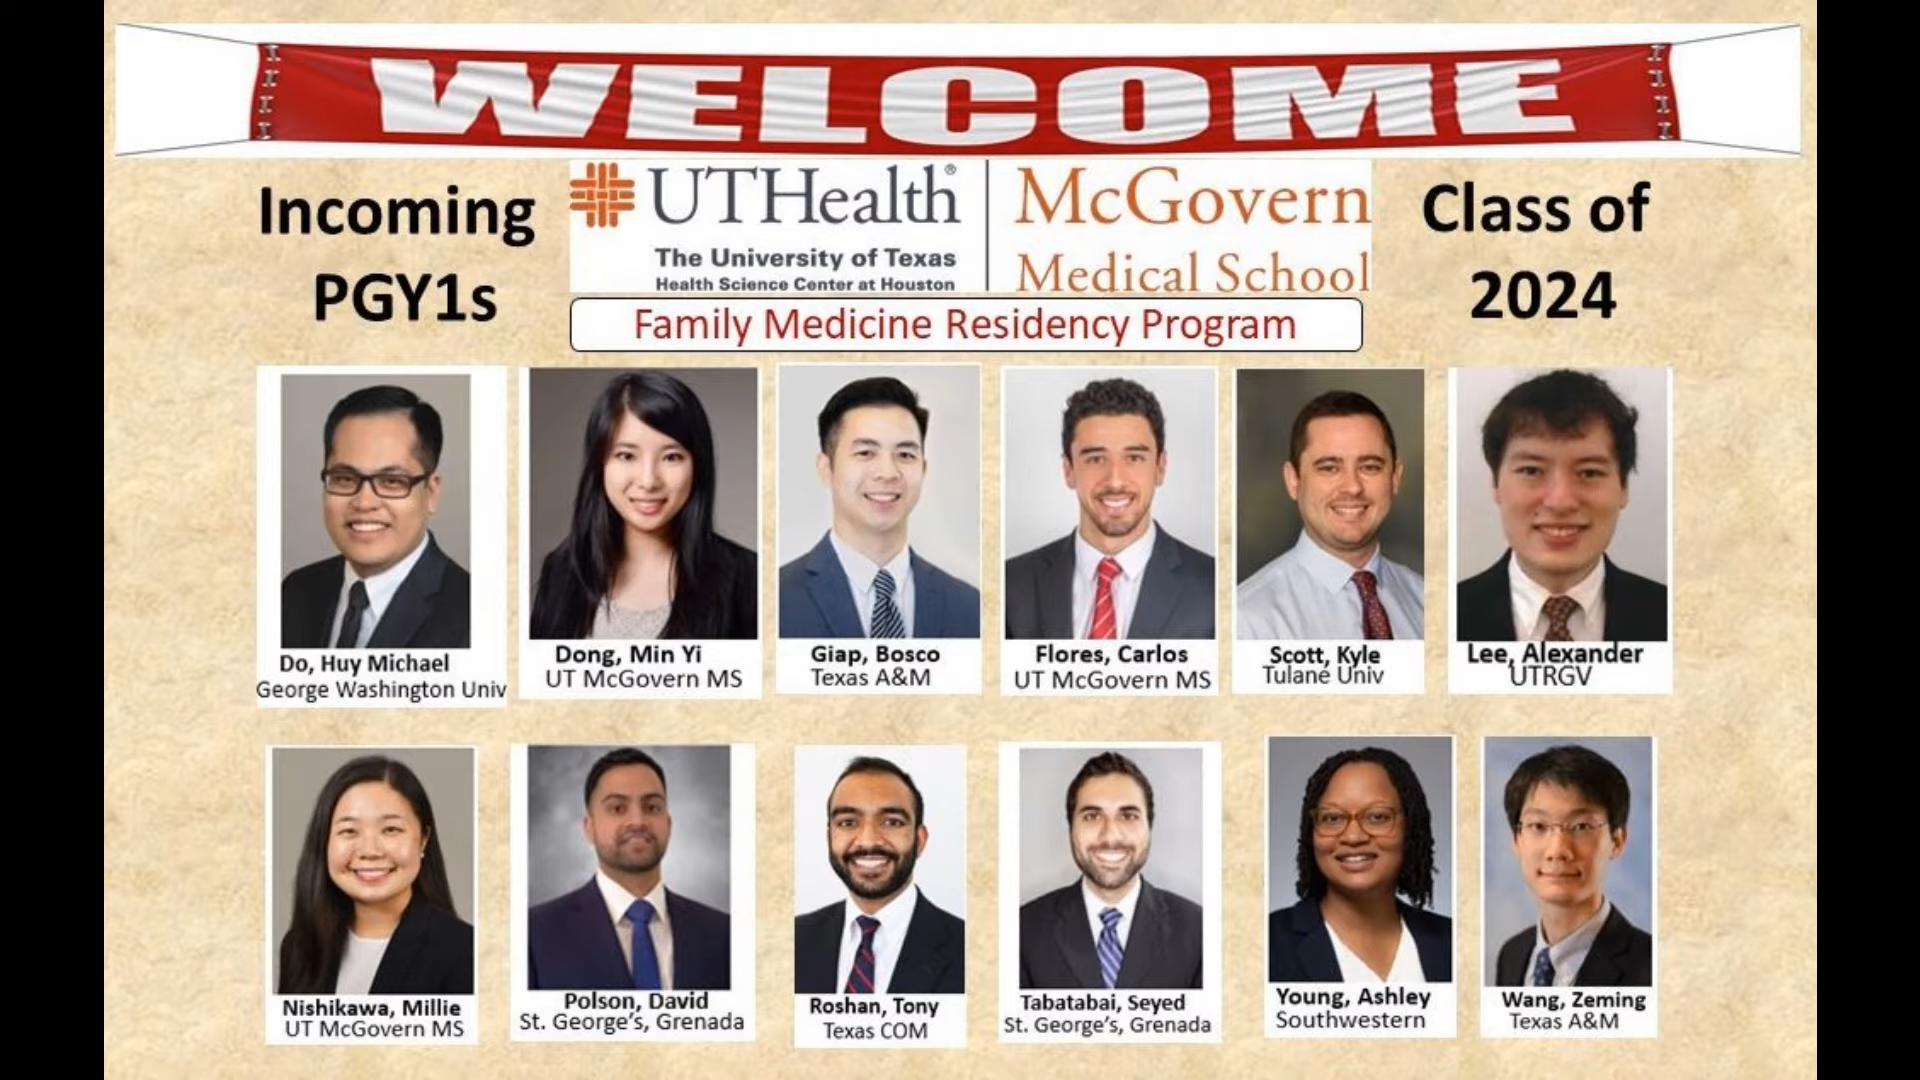 WELCOME
Incoming
PGY1s
UTHealth®
The University of Texas
Health Science Center at Houston
McGovern
Medical School
Class of
2024
Family Medicine Residency Program
Do, Huy Michael
George Washington Univ
Dong, Min Yi
UT McGovern MS
Giap, Bosco
Texas A&M
Flores, Carlos
UT McGovern MS
Scott, Kyle
Tulane Univ
Lee, Alexander
UTRGV
Nishikawa, Millie
UT McGovern MS
Polson, David
St. George's, Grenada
Roshan, Tony
Texas COM
Tabatabai, Seyed
St. George's, Grenada
Young, Ashley
Southwestern
Wang, Zeming
Texas A&M